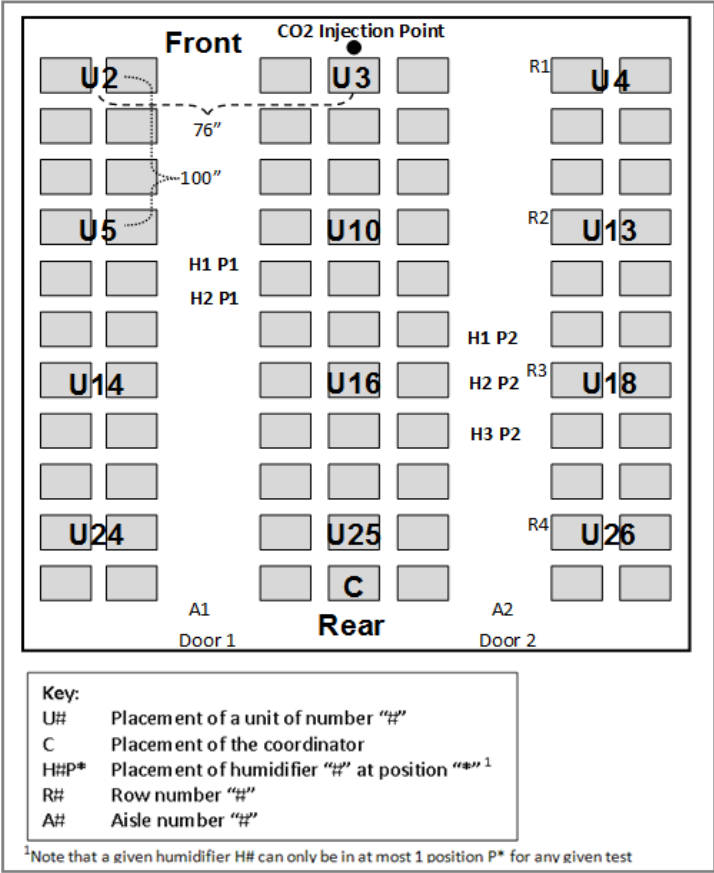 CO2 Injection Point
Front
U2
U3
R1
U4
76”
100”
U5
U10
R2
U13
H1 P1
H2 P1
H1 P2
U14
U16
H2 P2
R3
U18
H3 P2
U24
U25
R4
U26
C
A1
Rear
A2
Door 1
Door 2
Key:
U# Placement of a unit of number “#”
C Placement of the coordinator
H#P* Placement of humidifier “#” at position “*” 1
R# Row number “#”
A# Aisle number “#”
1Note that a given humidifier H# can only be in at most 1 position P* for any given test